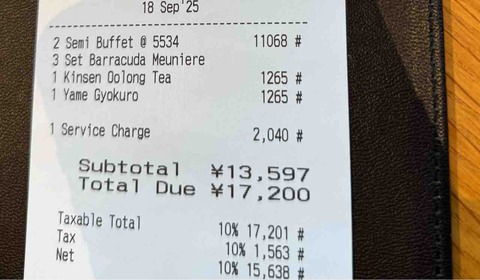 18 Sep'25
2 Semi Buffet @ 5534 11068 #
3 Set Barracuda Meuniere
1 Kinsen Oolong Tea 1265 #
1 Yame Gyokuro 1265 #
1 Service Charge 2,040 #
Subtotal ¥13,597
Total Due ¥17,200
Taxable Total 10% 17,201 #
Tax 10% 1,563 #
Net 10% 15,638 #